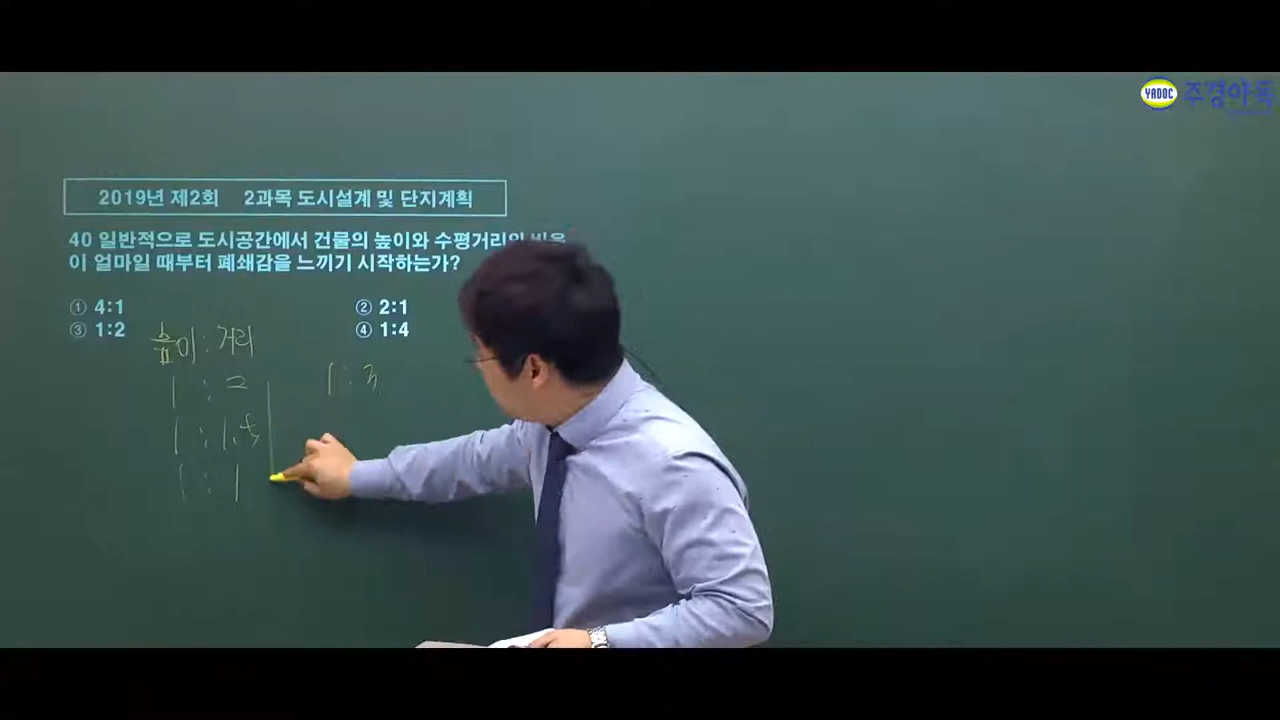 YADOC 주경야독
2019년 제2회 2과목 도시설계 및 단지계획
40 일반적으로 도시공간에서 건물의 높이와 수평거리의 비율
이 얼마일 때부터 폐쇄감을 느끼기 시작하는가?
① 4:1 ② 2:1
③ 1:2 ④ 1:4
높이 : 거리
1 : 2 1 : 3
1 : 1.5
1 : 1